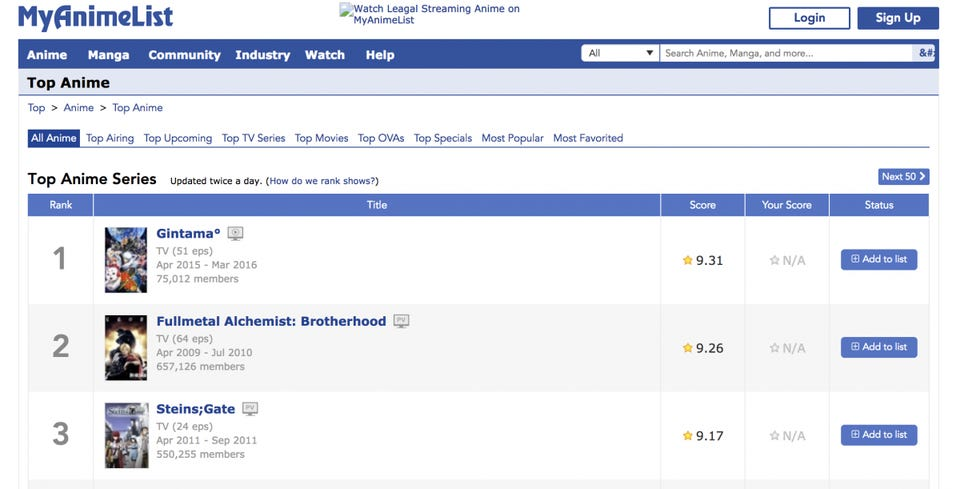 MyAnimeList
Watch Leagal Streaming Anime on
MyAnimeList
Login
Sign Up
Anime Manga Community Industry Watch Help
All
Search Anime, Manga, and more...
&#:
Top Anime
Top > Anime > Top Anime
All Anime Top Airing Top Upcoming Top TV Series Top Movies Top OVAs Top Specials Most Popular Most Favorited
Top Anime Series Updated twice a day. (How do we rank shows?)
Next 50
Rank Title Score Your Score Status
1
Gintama°
TV (51 eps)
Apr 2015 - Mar 2016
75,012 members
9.31
N/A
Add to list
2
Fullmetal Alchemist: Brotherhood
PV
TV (64 eps)
Apr 2009 - Jul 2010
657,126 members
9.26
N/A
Add to list
3
Steins;Gate
PV
TV (24 eps)
Apr 2011 - Sep 2011
550,255 members
9.17
N/A
Add to list